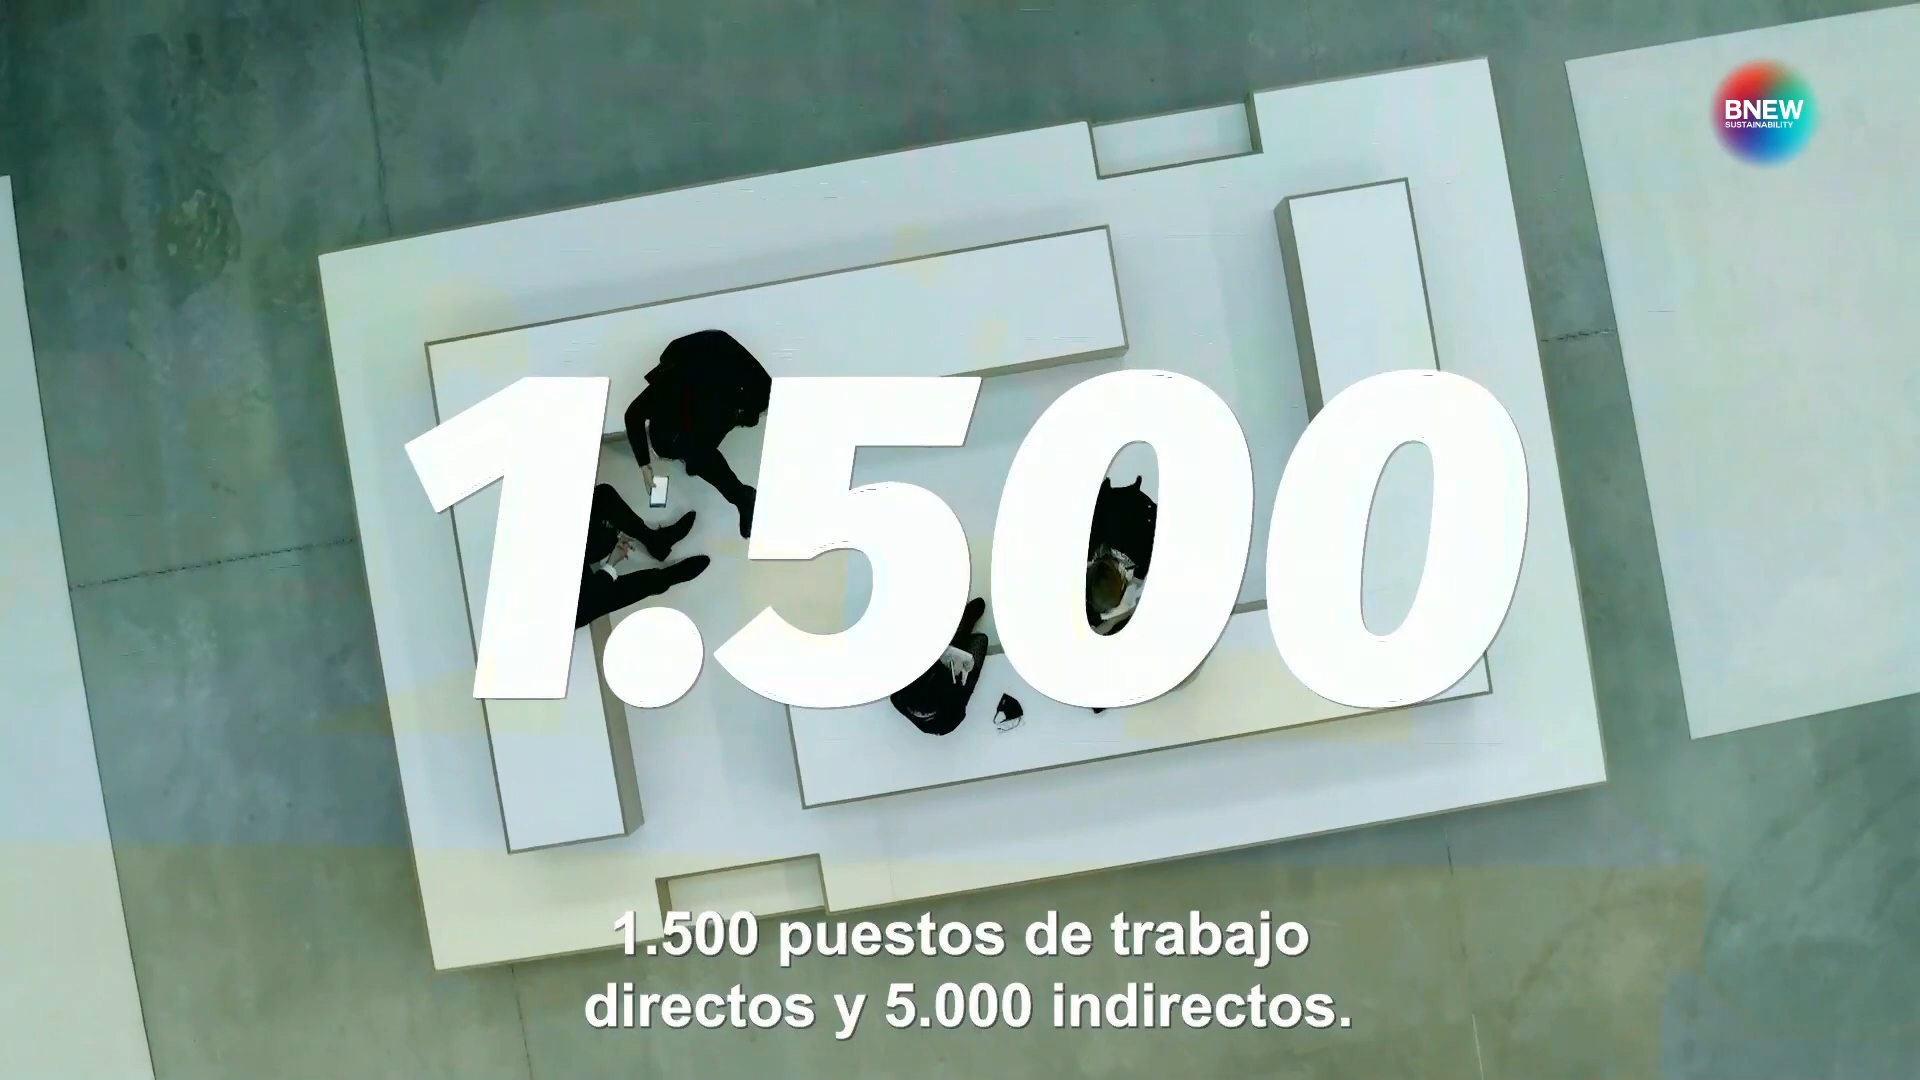 BNEW
SUSTAINABILITY
1.500
1.500 puestos de trabajo
directos y 5.000 indirectos.